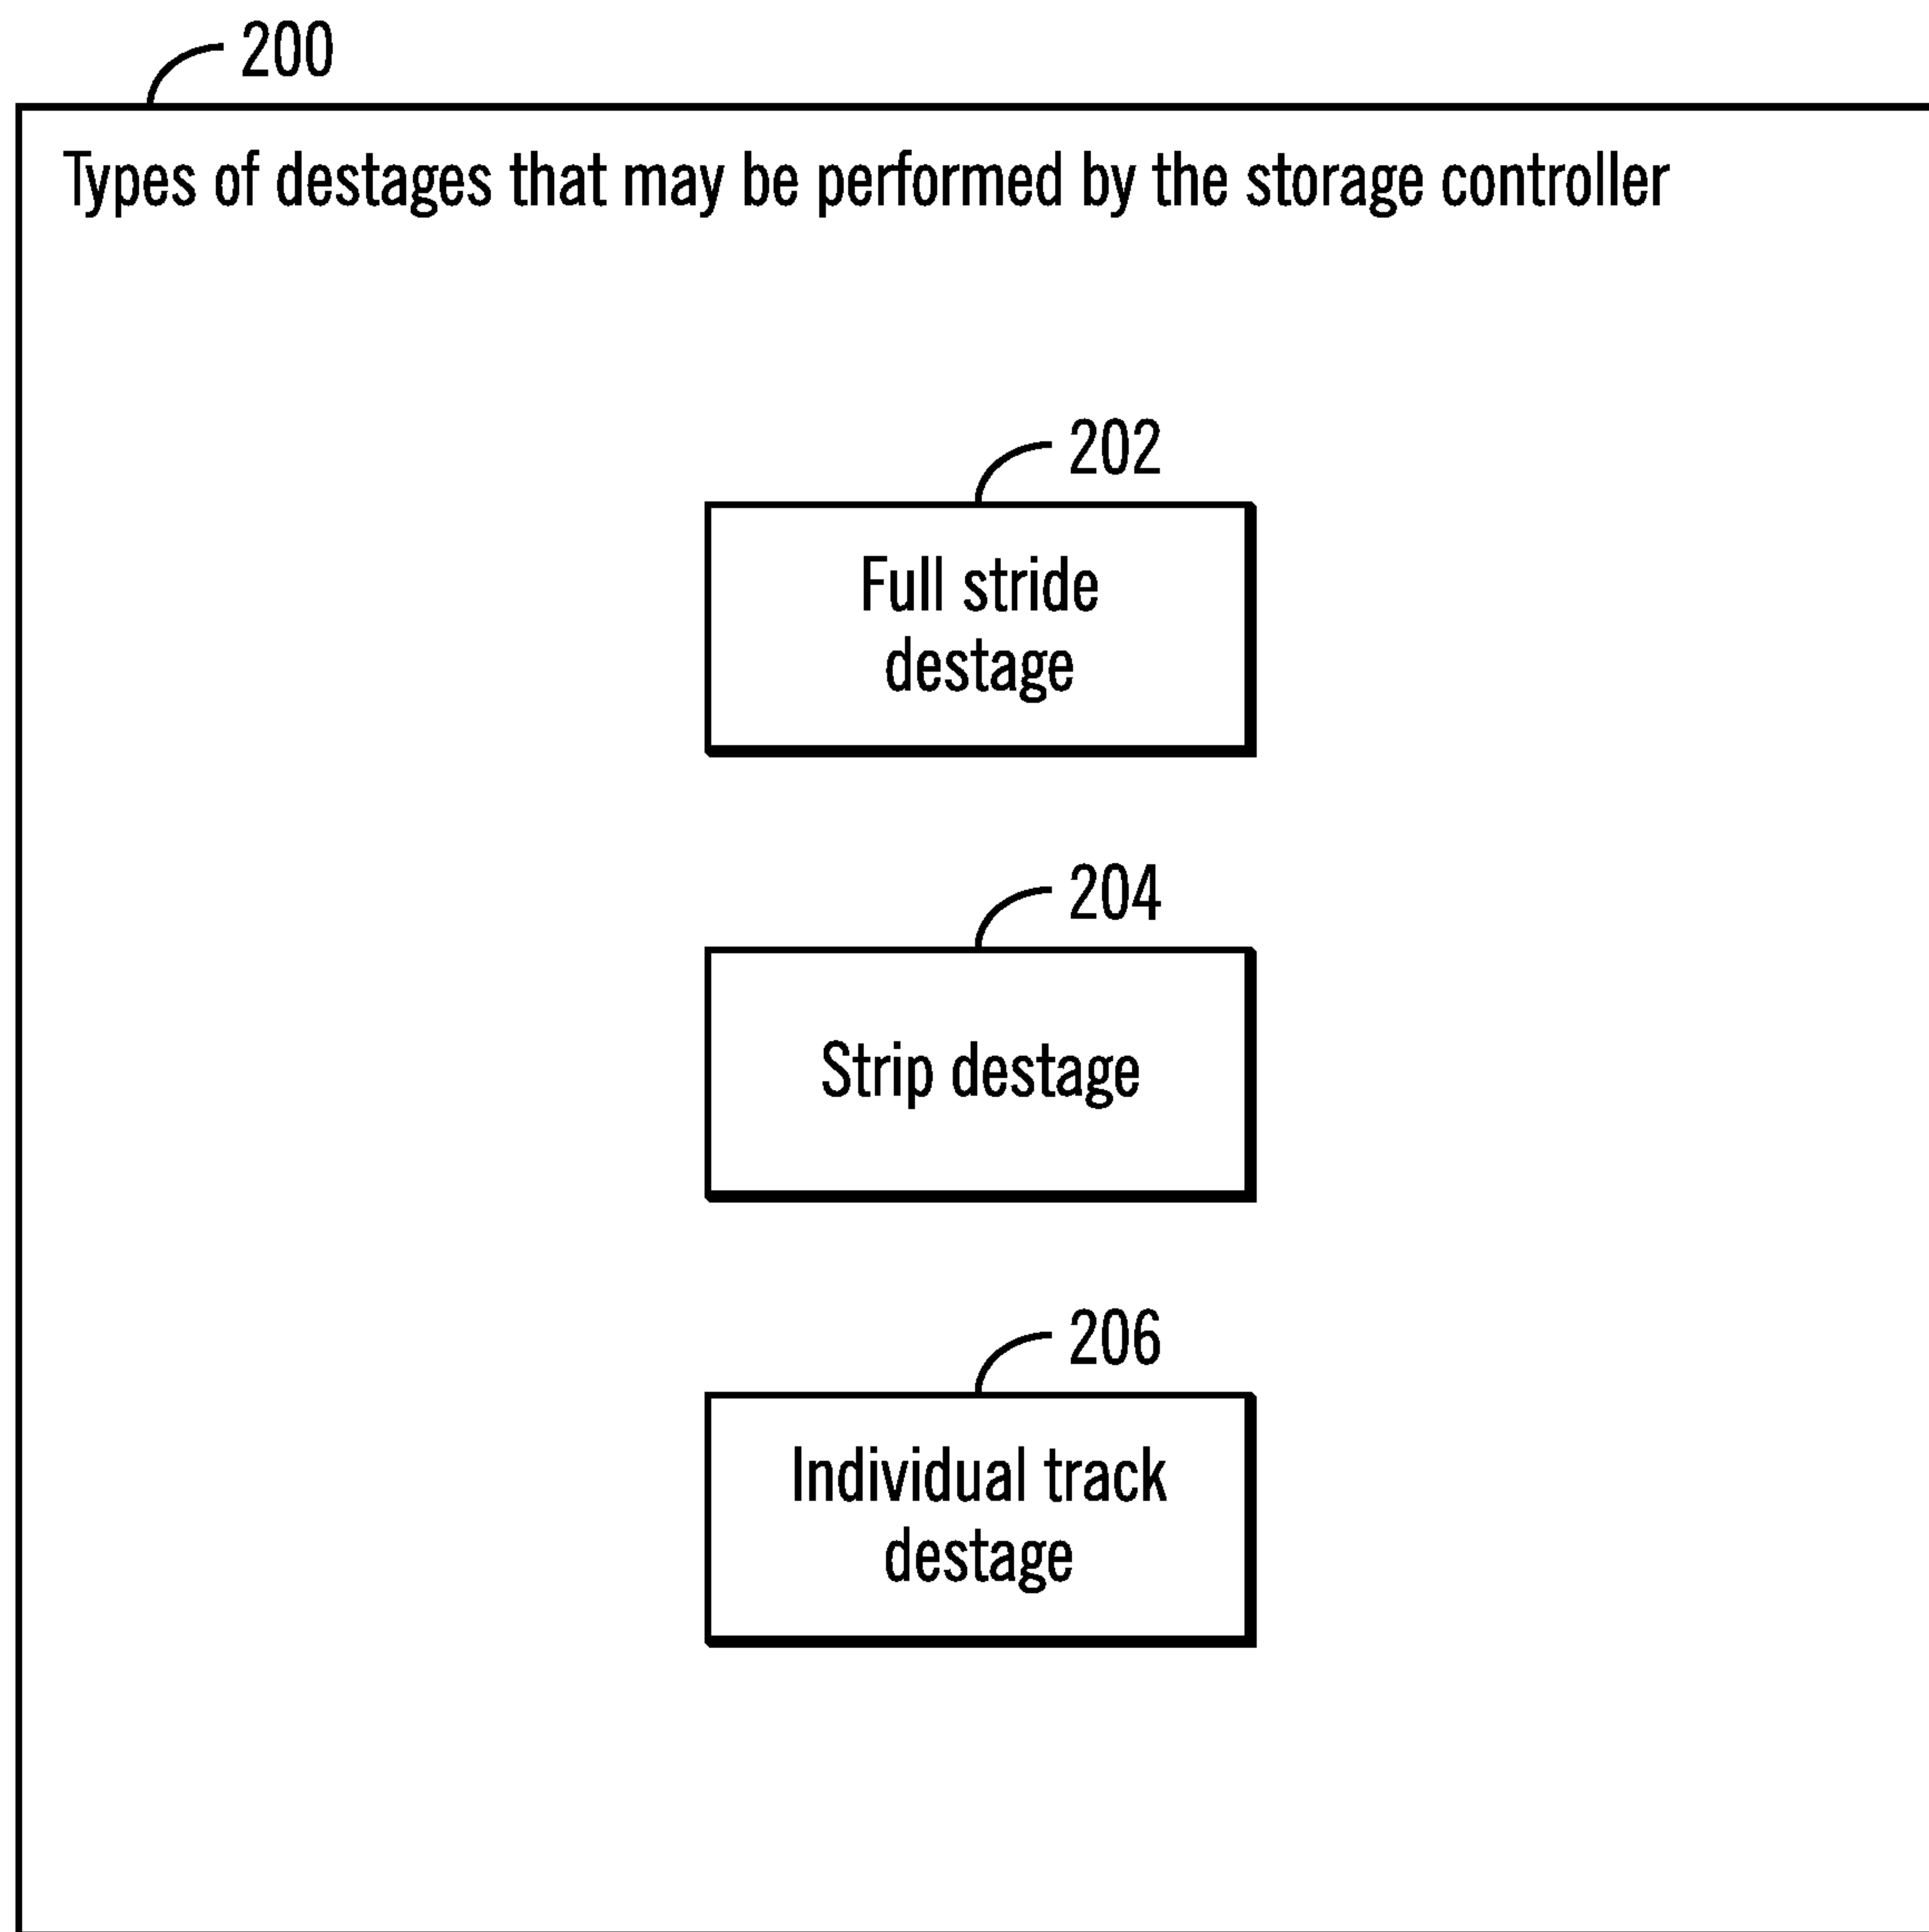 200
Types of destages that may be performed by the storage controller
202
Full stride
destage
204
Strip destage
206
Individual track
destage